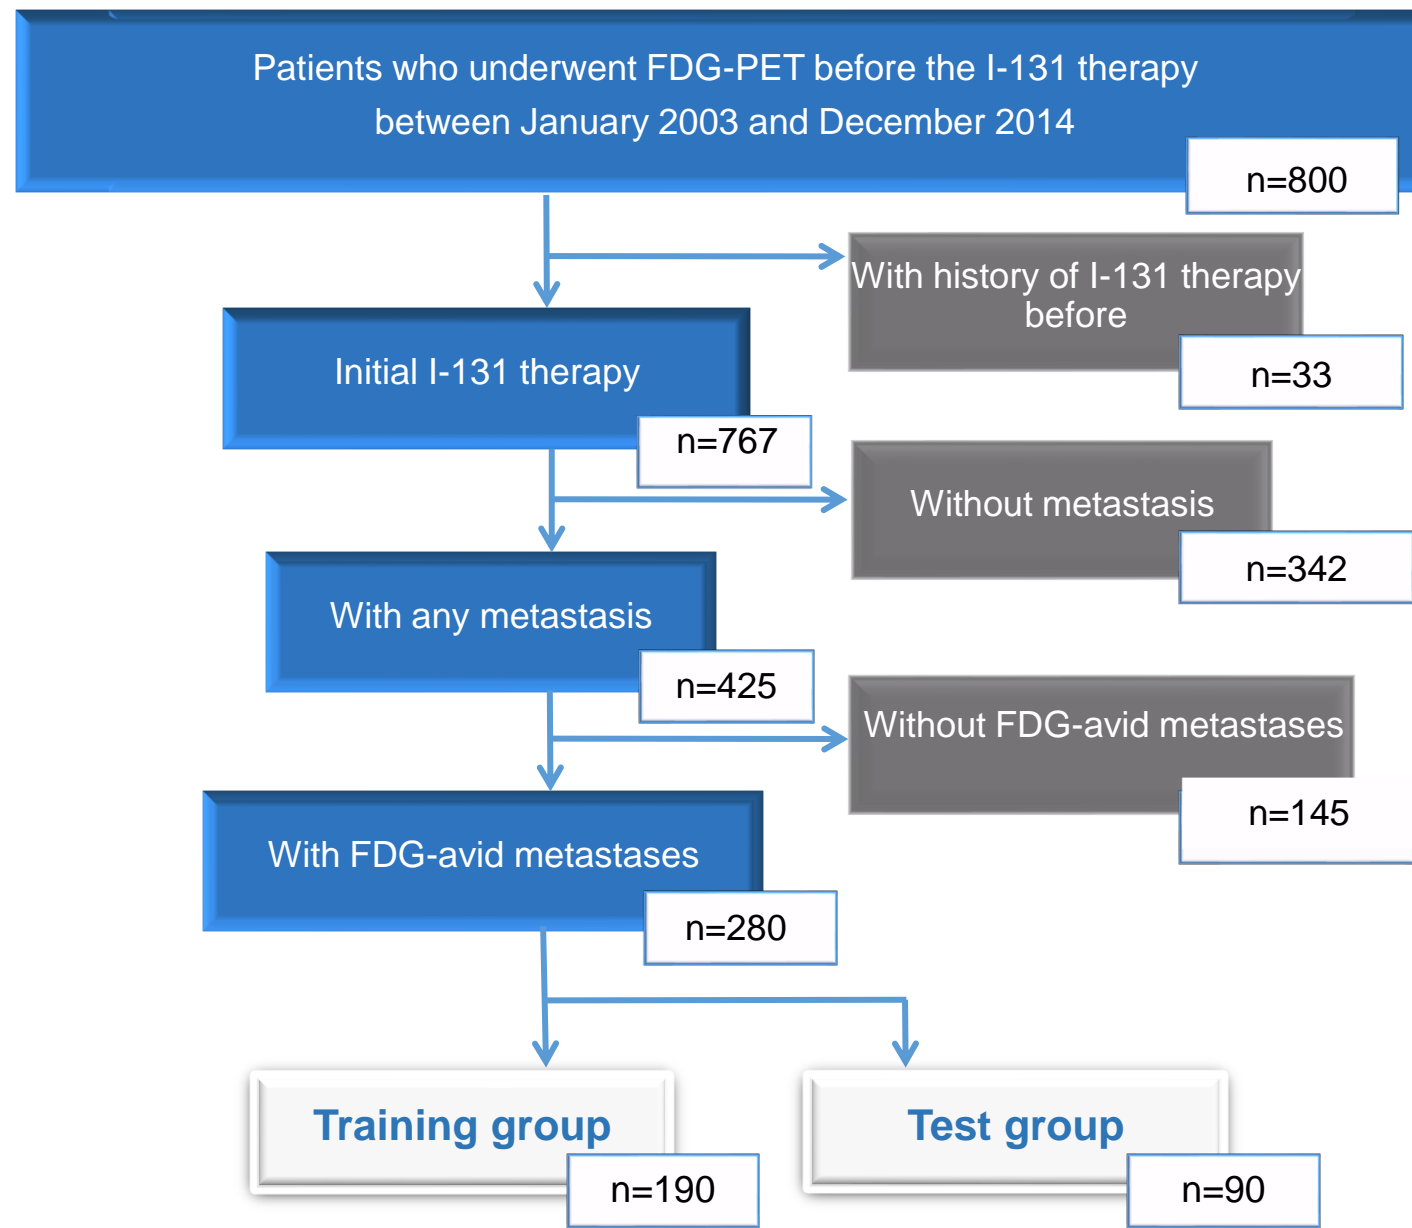 Patients who underwent FDG-PET before the I-131 therapy
between January 2003 and December 2014
n=800
With history of I-131 therapy
before
n=33
Initial I-131 therapy
n=767
Without metastasis
n=342
With any metastasis
n=425
Without FDG-avid metastases
n=145
With FDG-avid metastases
n=280
Training group
n=190
Test group
n=90